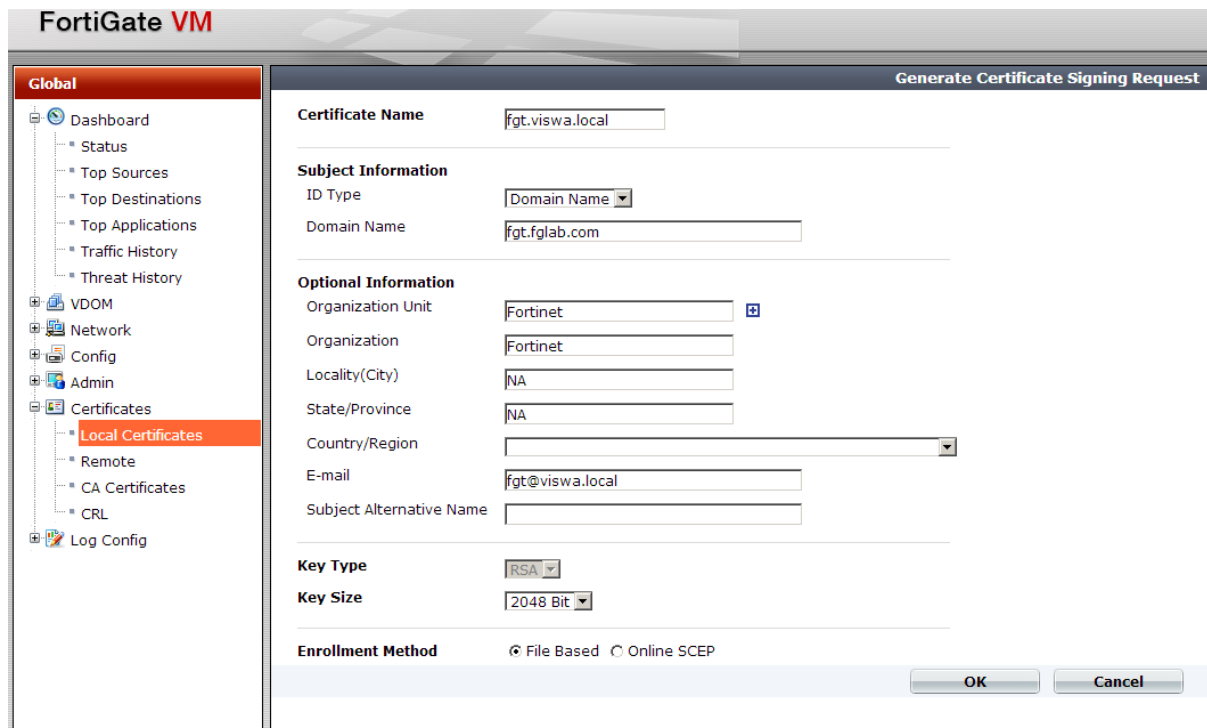 FortiGate VM
Global
Dashboard
Status
Top Sources
Top Destinations
Top Applications
Traffic History
Threat History
VDOM
Network
Config
Admin
Certificates
Local Certificates
Remote
CA Certificates
CRL
Log Config
Generate Certificate Signing Request
Certificate Name fgt.viswa.local
Subject Information
ID Type Domain Name
Domain Name fgt.fglab.com
Optional Information
Organization Unit Fortinet
Organization Fortinet
Locality(City) NA
State/Province NA
Country/Region
E-mail fgt@viswa.local
Subject Alternative Name
Key Type RSA
Key Size 2048 Bit
Enrollment Method File Based Online SCEP
OK Cancel